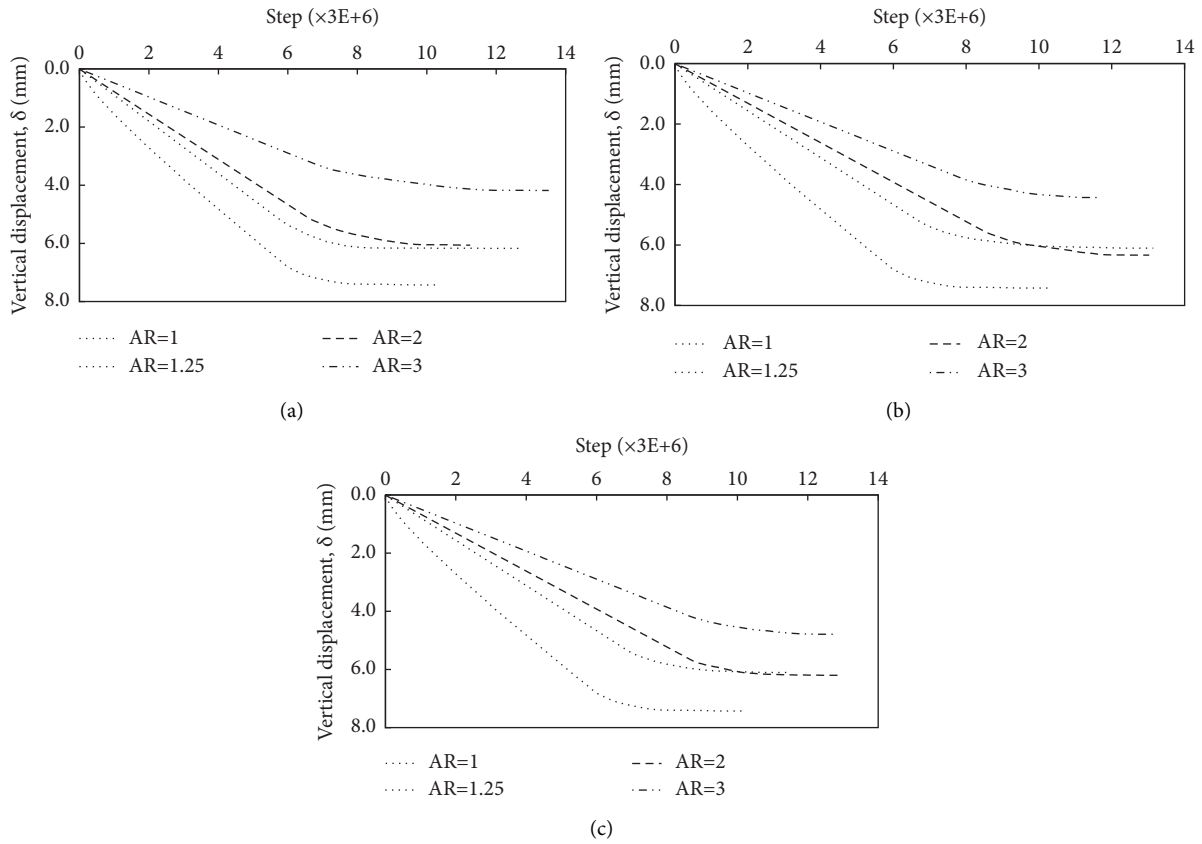 Step (×3E+6)
0 2 4 6 8 10 12 14
0.0
2.0
4.0
6.0
8.0
Vertical displacement, δ (mm)
AR=1
AR=1.25
AR=2
AR=3
(a)
Step (×3E+6)
0 2 4 6 8 10 12 14
0.0
2.0
4.0
6.0
8.0
Vertical displacement, δ (mm)
AR=1
AR=1.25
AR=2
AR=3
(b)
Step (×3E+6)
0 2 4 6 8 10 12 14
0.0
2.0
4.0
6.0
8.0
Vertical displacement, δ (mm)
AR=1
AR=1.25
AR=2
AR=3
(c)